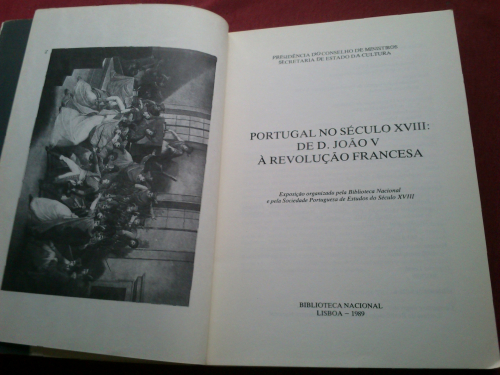 PRESIDÊNCIA DO CONSELHO DE MINISTROS
SECRETARIA DE ESTADO DA CULTURA
PORTUGAL NO SÉCULO XVIII:
DE D. JOÃO V
À REVOLUÇÃO FRANCESA
Exposição organizada pela Biblioteca Nacional
e pela Sociedade Portuguesa de Estudos do Século XVIII
BIBLIOTECA NACIONAL
LISBOA – 1989